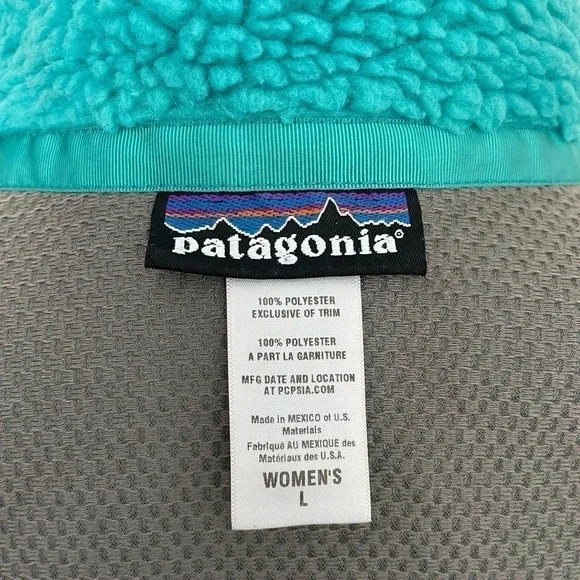 patagonia®
100% POLYESTER
EXCLUSIVE OF TRIM
100% POLYESTER
A PART LA GARNITURE
MFG DATE AND LOCATION
AT PCPSIA.COM
Made in MEXICO of U.S.
Materials
Fabriqué AU MEXIQUE des
Matériaux des U.S.A.
WOMEN'S
L